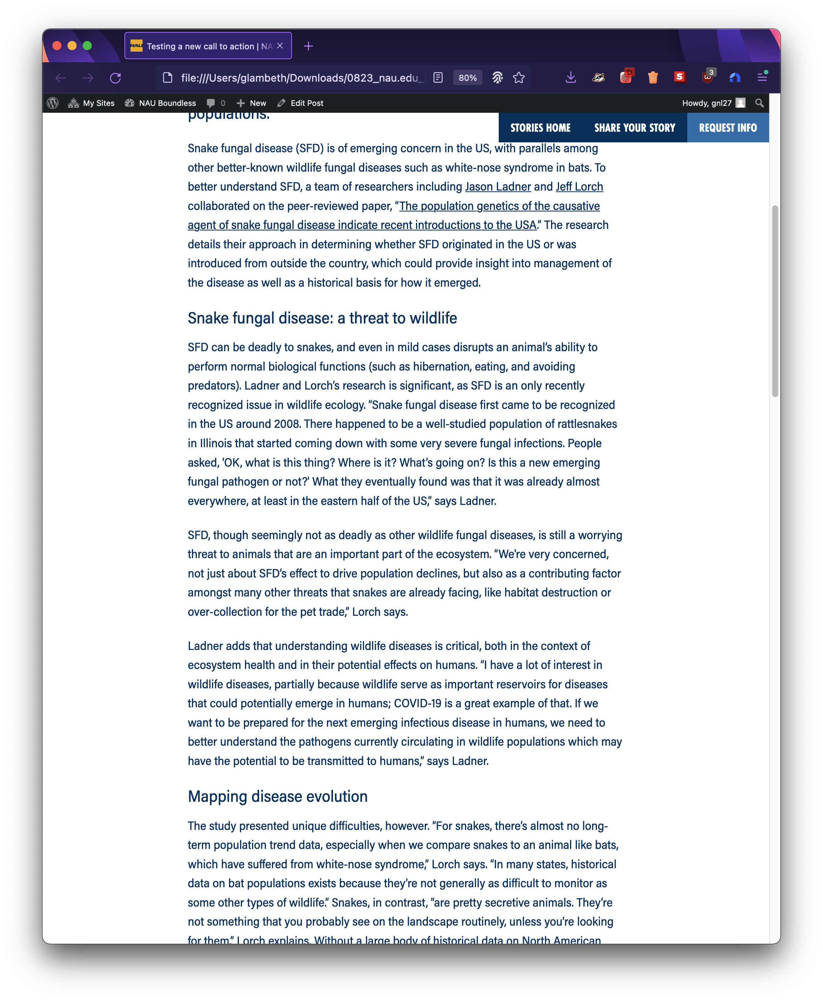 Testing a new call to action | NA
file:///Users/glambeth/Downloads/0823_nau.edu_
80%
D
S
3
My Sites
NAU Boundless
0
New
Edit Post
Howdy, gnl27
populations.
STORIES HOME
SHARE YOUR STORY
REQUEST INFO
Snake fungal disease (SFD) is of emerging concern in the US, with parallels among
other better-known wildlife fungal diseases such as white-nose syndrome in bats. To
better understand SFD, a team of researchers including Jason Ladner and Jeff Lorch
collaborated on the peer-reviewed paper, “The population genetics of the causative
agent of snake fungal disease indicate recent introductions to the USA.” The research
details their approach in determining whether SFD originated in the US or was
introduced from outside the country, which could provide insight into management of
the disease as well as a historical basis for how it emerged.
Snake fungal disease: a threat to wildlife
SFD can be deadly to snakes, and even in mild cases disrupts an animal’s ability to
perform normal biological functions (such as hibernation, eating, and avoiding
predators). Ladner and Lorch’s research is significant, as SFD is an only recently
recognized issue in wildlife ecology. “Snake fungal disease first came to be recognized
in the US around 2008. There happened to be a well-studied population of rattlesnakes
in Illinois that started coming down with some very severe fungal infections. People
asked, ‘OK, what is this thing? Where is it? What’s going on? Is this a new emerging
fungal pathogen or not?’ What they eventually found was that it was already almost
everywhere, at least in the eastern half of the US,” says Ladner.
SFD, though seemingly not as deadly as other wildlife fungal diseases, is still a worrying
threat to animals that are an important part of the ecosystem. “We’re very concerned,
not just about SFD’s effect to drive population declines, but also as a contributing factor
amongst many other threats that snakes are already facing, like habitat destruction or
over-collection for the pet trade,” Lorch says.
Ladner adds that understanding wildlife diseases is critical, both in the context of
ecosystem health and in their potential effects on humans. “I have a lot of interest in
wildlife diseases, partially because wildlife serve as important reservoirs for diseases
that could potentially emerge in humans; COVID-19 is a great example of that. If we
want to be prepared for the next emerging infectious disease in humans, we need to
better understand the pathogens currently circulating in wildlife populations which may
have the potential to be transmitted to humans,” says Ladner.
Mapping disease evolution
The study presented unique difficulties, however. “For snakes, there’s almost no long-
term population trend data, especially when we compare snakes to an animal like bats,
which have suffered from white-nose syndrome,” Lorch says. “In many states, historical
data on bat populations exists because they’re not generally as difficult to monitor as
some other types of wildlife.” Snakes, in contrast, “are pretty secretive animals. They’re
not something that you probably see on the landscape routinely, unless you’re looking
for them,” Lorch explains. Without a large body of historical data on North American